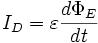 I_D = ε dΦ_E/dt